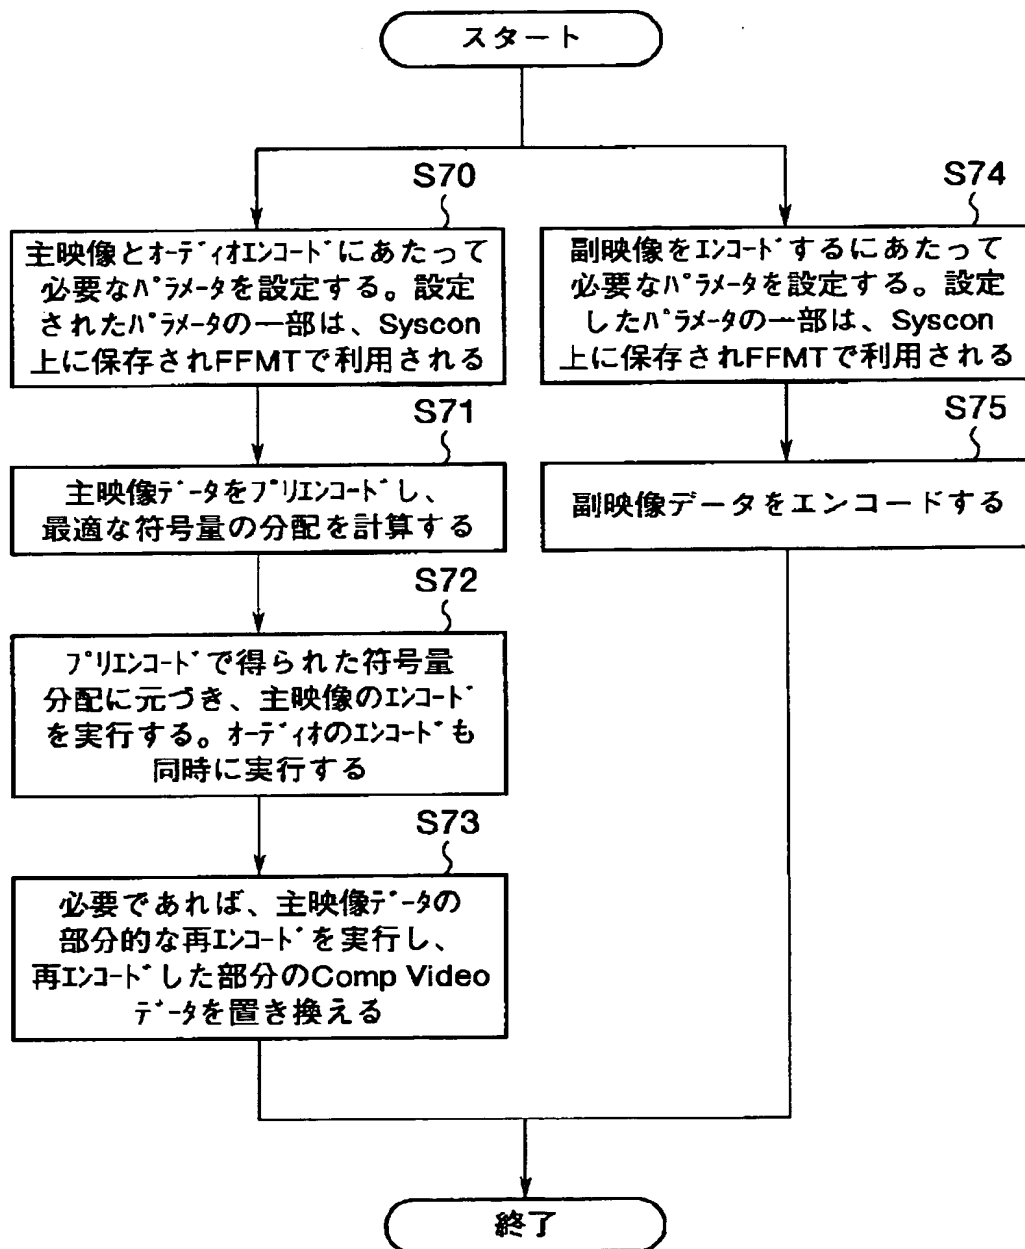 スタート
S70
主映像とｵｰﾃﾞｨｵｴﾝｺｰﾄﾞにあたって
必要なﾊﾟﾗﾒｰﾀを設定する。設定
されたﾊﾟﾗﾒｰﾀの一部は、Syscon
上に保存されFFMTで利用される
S71
主映像ﾃﾞｰﾀをﾌﾟﾘｴﾝｺｰﾄﾞし、
最適な符号量の分配を計算する
S72
ﾌﾟﾘｴﾝｺｰﾄﾞで得られた符号量
分配に元づき、主映像のｴﾝｺｰﾄﾞ
を実行する。ｵｰﾃﾞｨｵのｴﾝｺｰﾄﾞも
同時に実行する
S73
必要であれば、主映像ﾃﾞｰﾀの
部分的な再ｴﾝｺｰﾄﾞを実行し、
再ｴﾝｺｰﾄﾞした部分のComp Video
ﾃﾞｰﾀを置き換える
S74
副映像をｴﾝｺｰﾄﾞするにあたって
必要なﾊﾟﾗﾒｰﾀを設定する。設定
したﾊﾟﾗﾒｰﾀの一部は、Syscon
上に保存されFFMTで利用される
S75
副映像データをエンコードする
終了